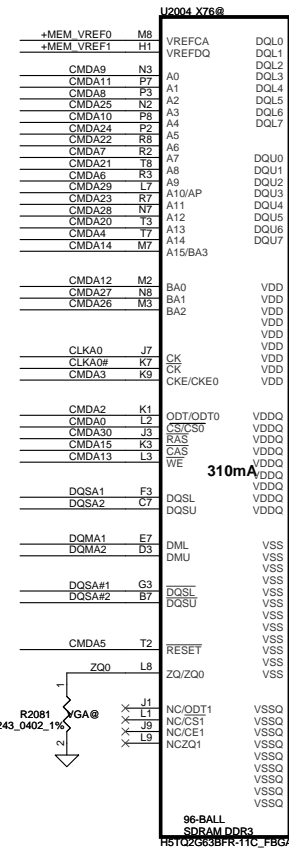 U2004 X76@
+MEM_VREF0 M8 VREFCA DQL0
+MEM_VREF1 H1 VREFDQ DQL1
DQL2
CMDA9 N3 A0 DQL3
CMDA11 P7 A1 DQL4
CMDA8 P3 A2 DQL5
CMDA25 N2 A3 DQL6
CMDA10 P8 A4 DQL7
CMDA24 P2 A5
CMDA22 R8 A6
CMDA7 R2 A7 DQU0
CMDA21 T8 A8 DQU1
CMDA6 R3 A9 DQU2
CMDA29 L7 A10/AP DQU3
CMDA23 R7 A11 DQU4
CMDA28 N7 A12 DQU5
CMDA20 T3 A13 DQU6
CMDA4 T7 A14 DQU7
CMDA14 M7 A15/BA3
CMDA12 M2 BA0 VDD
CMDA27 N8 BA1 VDD
CMDA26 M3 BA2 VDD
VDD
VDD
VDD
CLKA0 J7 CK VDD
CLKA0# K7 CK VDD
CMDA3 K9 CKE/CKE0 VDD
CMDA2 K1 ODT/ODT0 VDDQ
CMDA0 L2 CS/CS0 VDDQ
CMDA30 J3 RAS VDDQ
CMDA15 K3 CAS VDDQ
CMDA13 L3 WE VDDQ
310mA VDDQ
VDDQ
DQSA1 F3 DQSL VDDQ
DQSA2 C7 DQSU VDDQ
DQMA1 E7 DML VSS
DQMA2 D3 DMU VSS
VSS
VSS
DQSA#1 G3 DQSL VSS
DQSA#2 B7 DQSU VSS
VSS
VSS
VSS
CMDA5 T2 RESET VSS
VSS
ZQ0 L8 ZQ/ZQ0 VSS
1
R2081 VGA@
243_0402_1%
2
J1 NC/ODT1 VSSQ
L1 NC/CS1 VSSQ
J9 NC/CE1 VSSQ
L9 NCZQ1 VSSQ
VSSQ
VSSQ
VSSQ
VSSQ
VSSQ
96-BALL
SDRAM DDR3
H5TQ2G63BFR-11C_FBGA